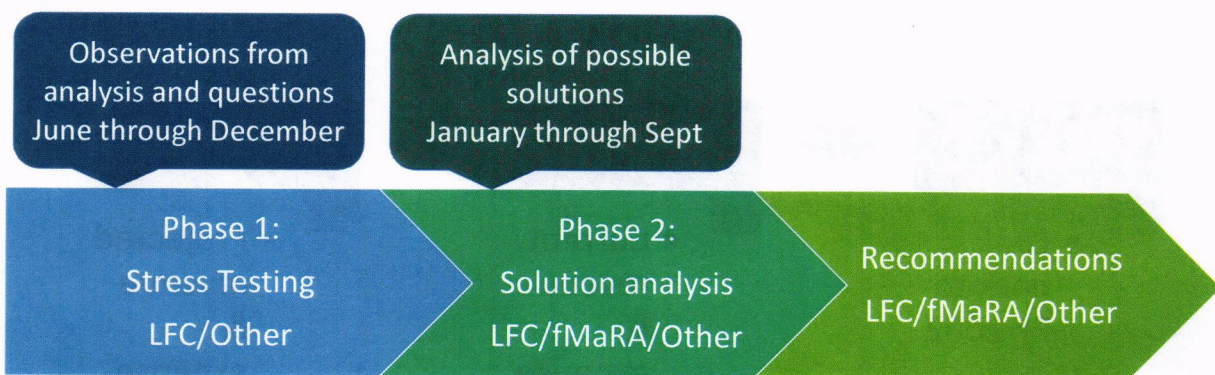 Observations from
analysis and questions
June through December
Analysis of possible
solutions
January through Sept
Phase 1:
Stress Testing
LFC/Other
Phase 2:
Solution analysis
LFC/fMaRA/Other
Recommendations
LFC/fMaRA/Other